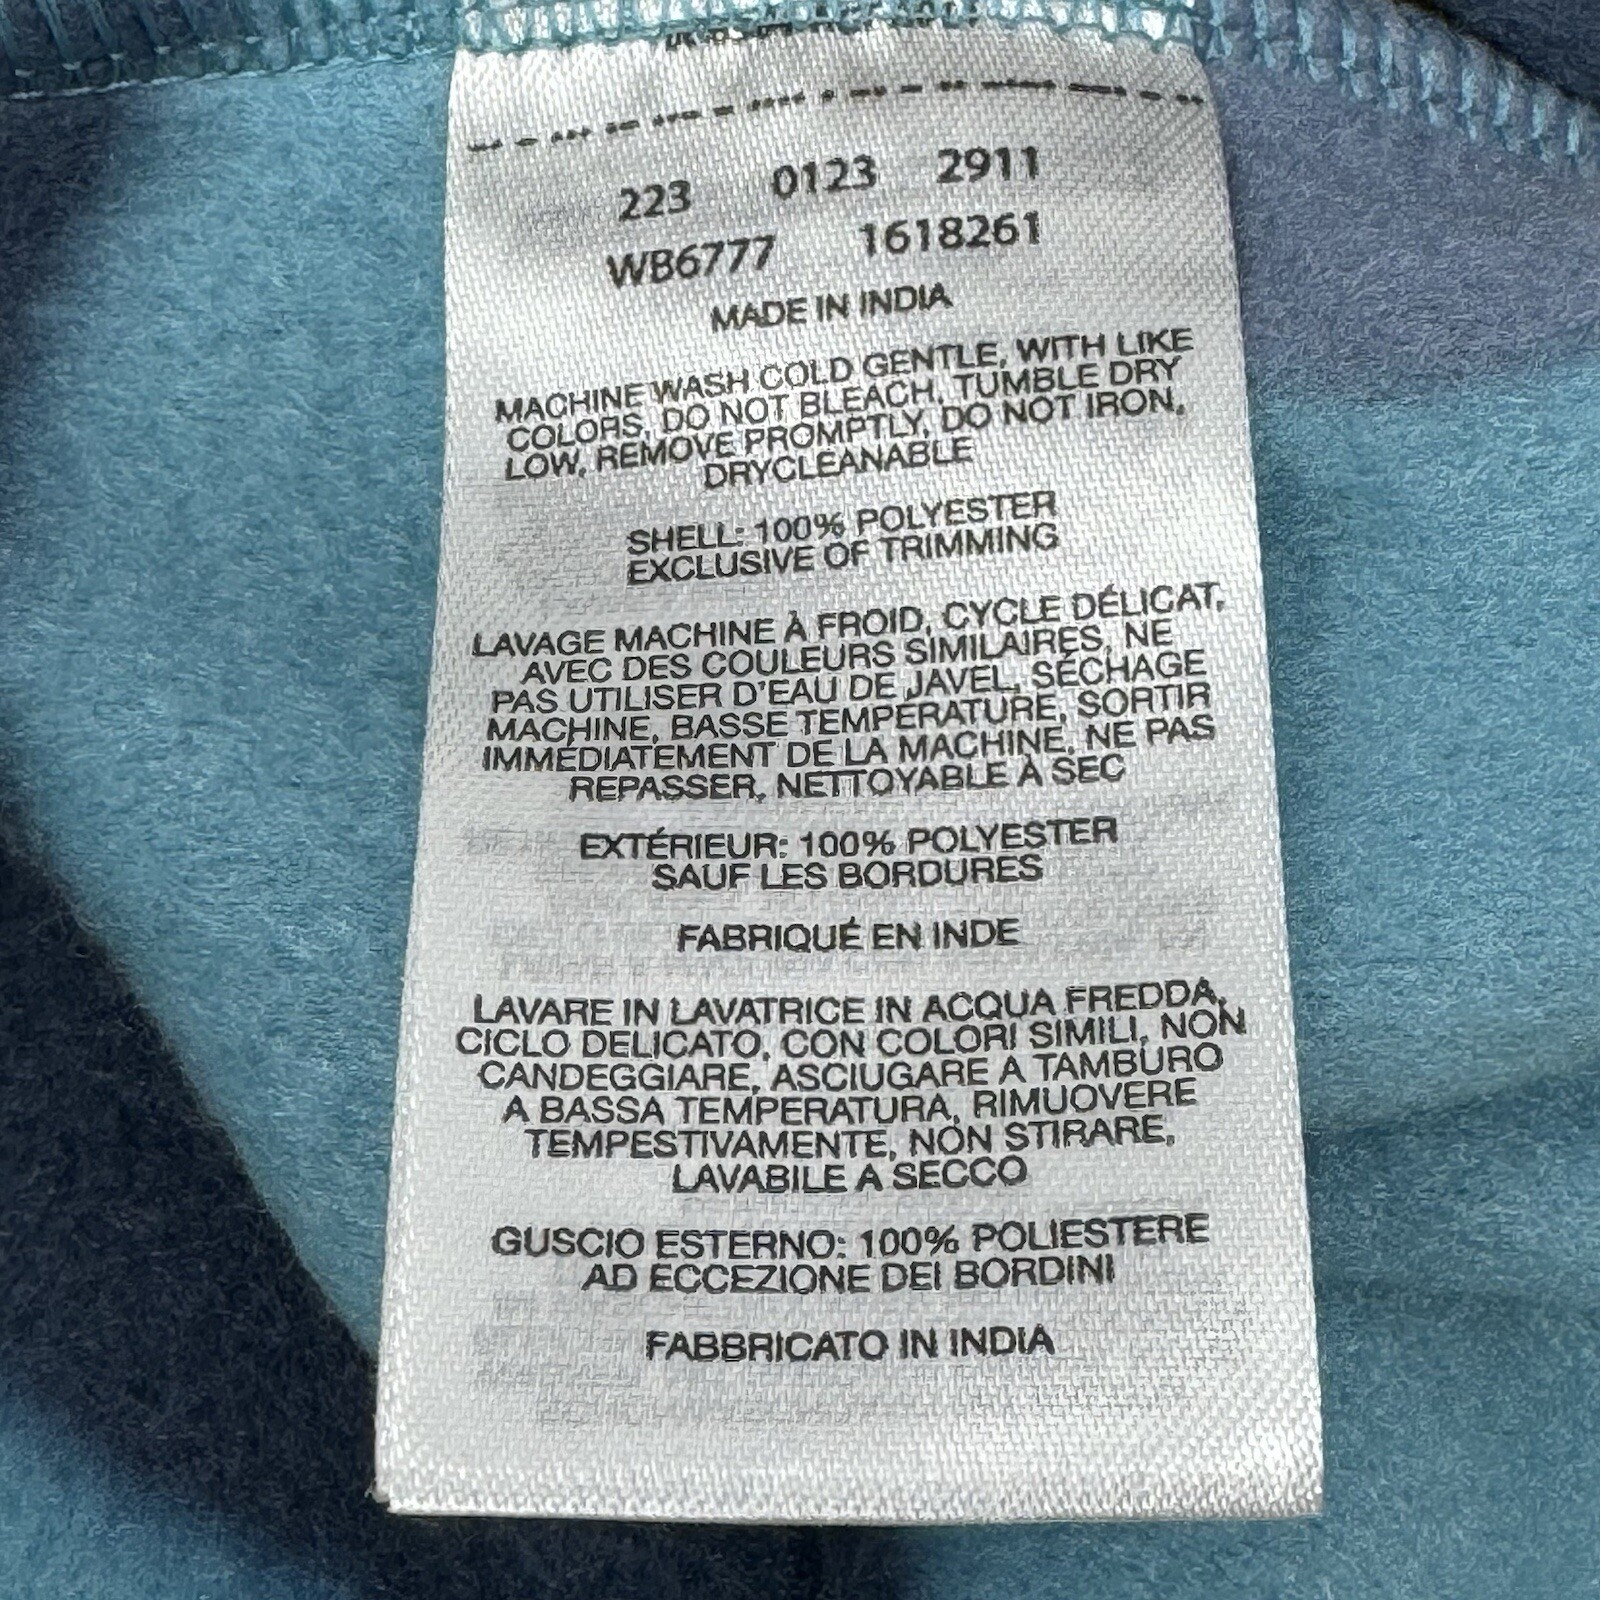 223 0123 2911
WB6777 1618261
MADE IN INDIA
MACHINE WASH COLD GENTLE, WITH LIKE
COLORS, DO NOT BLEACH, TUMBLE DRY
LOW, REMOVE PROMPTLY, DO NOT IRON,
DRYCLEANABLE
SHELL: 100% POLYESTER
EXCLUSIVE OF TRIMMING
LAVAGE MACHINE À FROID, CYCLE DÉLICAT,
AVEC DES COULEURS SIMILAIRES, NE
PAS UTILISER D'EAU DE JAVEL, SÉCHAGE
MACHINE, BASSE TEMPÉRATURE, SORTIR
IMMÉDIATEMENT DE LA MACHINE, NE PAS
REPASSER, NETTOYABLE À SEC
EXTÉRIEUR: 100% POLYESTER
SAUF LES BORDURES
FABRIQUÉ EN INDE
LAVARE IN LAVATRICE IN ACQUA FREDDA,
CICLO DELICATO, CON COLORI SIMILI, NON
CANDEGGIARE, ASCIUGARE A TAMBURO
A BASSA TEMPERATURA, RIMUOVERE
TEMPESTIVAMENTE, NON STIRARE,
LAVABILE A SECCO
GUSCIO ESTERNO: 100% POLIESTERE
AD ECCEZIONE DEI BORDINI
FABBRICATO IN INDIA